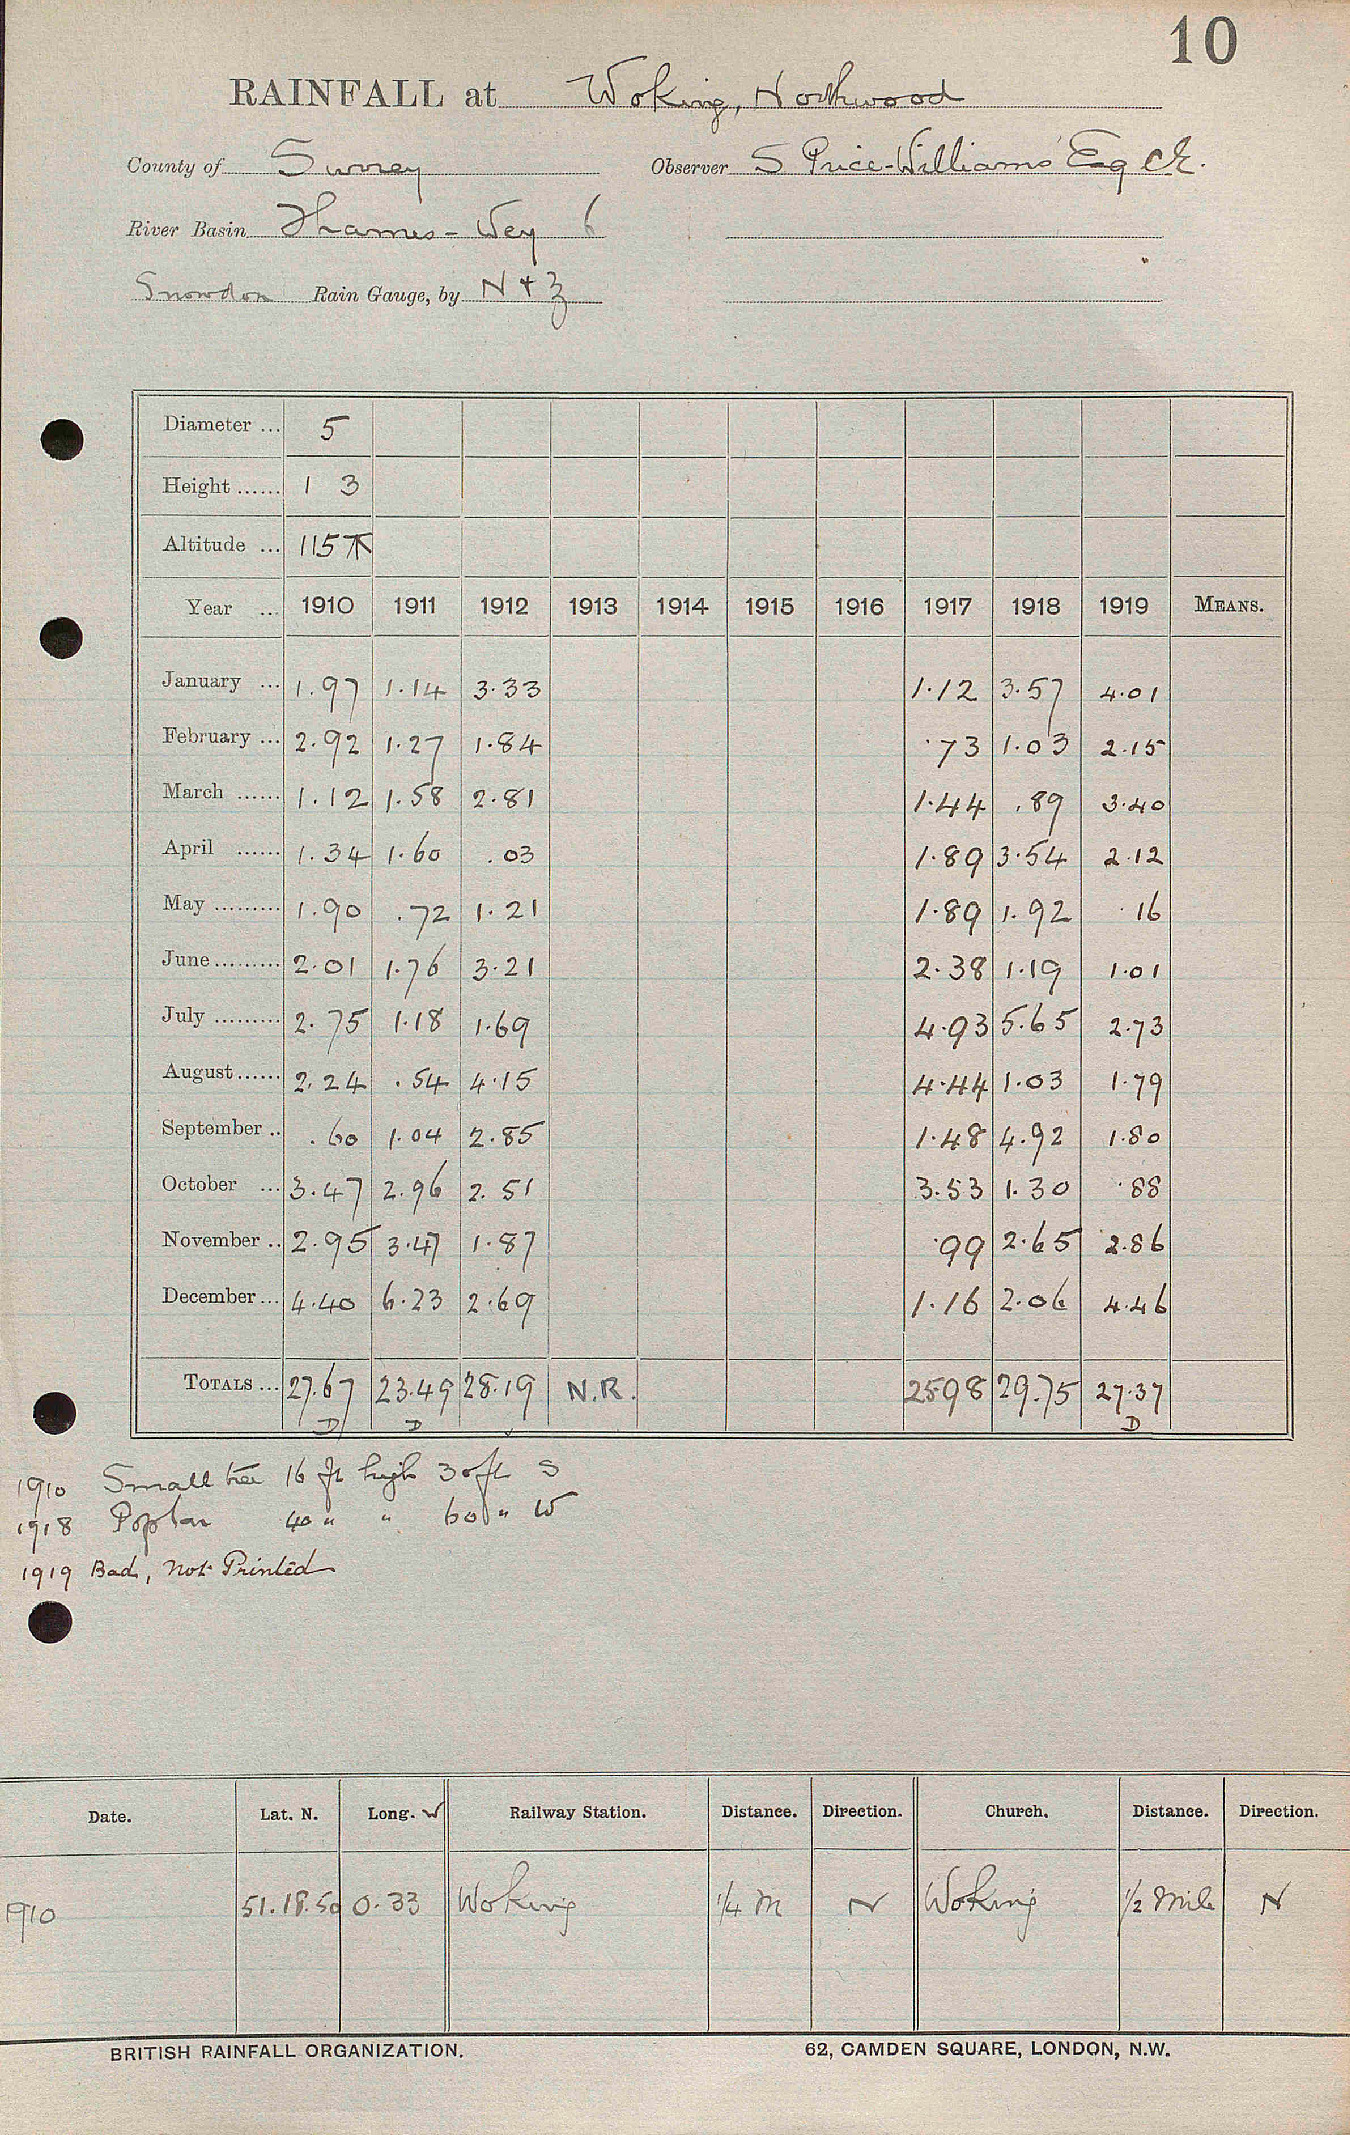 10
RAINFALL at Woking, Northwood
County of Surrey Observer S Price-Williams Esq CE.
River Basin Thames - Wey 6
Snowdon Rain Gauge, by N + Z
Diameter ... 5
Height ...... 1 3
Altitude ... 115
Year ... 1910 1911 1912 1913 1914 1915 1916 1917 1918 1919 MEANS.
January ... 1.97 1.14 3.33 1.12 3.57 4.01
February ... 2.92 1.27 1.84 .73 1.03 2.15
March ...... 1.12 1.58 2.81 1.44 .89 3.40
April ...... 1.34 1.60 .03 1.89 3.54 2.12
May ......... 1.90 .72 1.21 1.89 1.92 .16
June ......... 2.01 1.76 3.21 2.38 1.19 1.01
July ......... 2.75 1.18 1.69 4.93 5.65 2.73
August ...... 2.24 .54 4.15 4.44 1.03 1.79
September .. .60 1.04 2.85 1.48 4.92 1.80
October ... 3.47 2.96 2.51 3.53 1.30 .88
November .. 2.95 3.47 1.87 .99 2.65 2.86
December ... 4.40 6.23 2.69 1.16 2.06 4.46
TOTALS ... 27.67 23.49 28.19 N.R. 25.98 29.75 27.37
D D D
1910 Small tree 16 ft high 30 ft S
1918 Poplar 40 " " 60 " W
1919 Bad, Not Printed
Date. Lat. N. Long. W Railway Station. Distance. Direction. Church. Distance. Direction.
1910 51.18.50 0.33 Woking 1/4 M N Woking 1/2 Mile N
BRITISH RAINFALL ORGANIZATION. 62, CAMDEN SQUARE, LONDON, N.W.